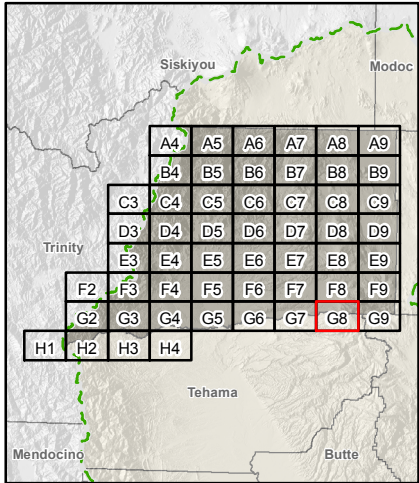 Siskiyou
Modoc
A4 A5 A6 A7 A8 A9
B4 B5 B6 B7 B8 B9
C3 C4 C5 C6 C7 C8 C9
D3 D4 D5 D6 D7 D8 D9
Trinity
E3 E4 E5 E6 E7 E8 E9
F2 F3 F4 F5 F6 F7 F8 F9
G2 G3 G4 G5 G6 G7 G8 G9
H1 H2 H3 H4
Tehama
Mendocino
Butte